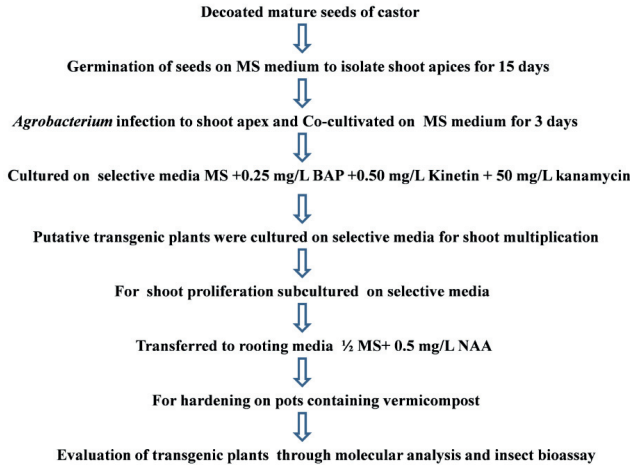 Decoated mature seeds of castor
Germination of seeds on MS medium to isolate shoot apices for 15 days
Agrobacterium infection to shoot apex and Co-cultivated on MS medium for 3 days
Cultured on selective media MS +0.25 mg/L BAP +0.50 mg/L Kinetin + 50 mg/L kanamycin
Putative transgenic plants were cultured on selective media for shoot multiplication
For shoot proliferation subcultured on selective media
Transferred to rooting media ½ MS+ 0.5 mg/L NAA
For hardening on pots containing vermicompost
Evaluation of transgenic plants through molecular analysis and insect bioassay